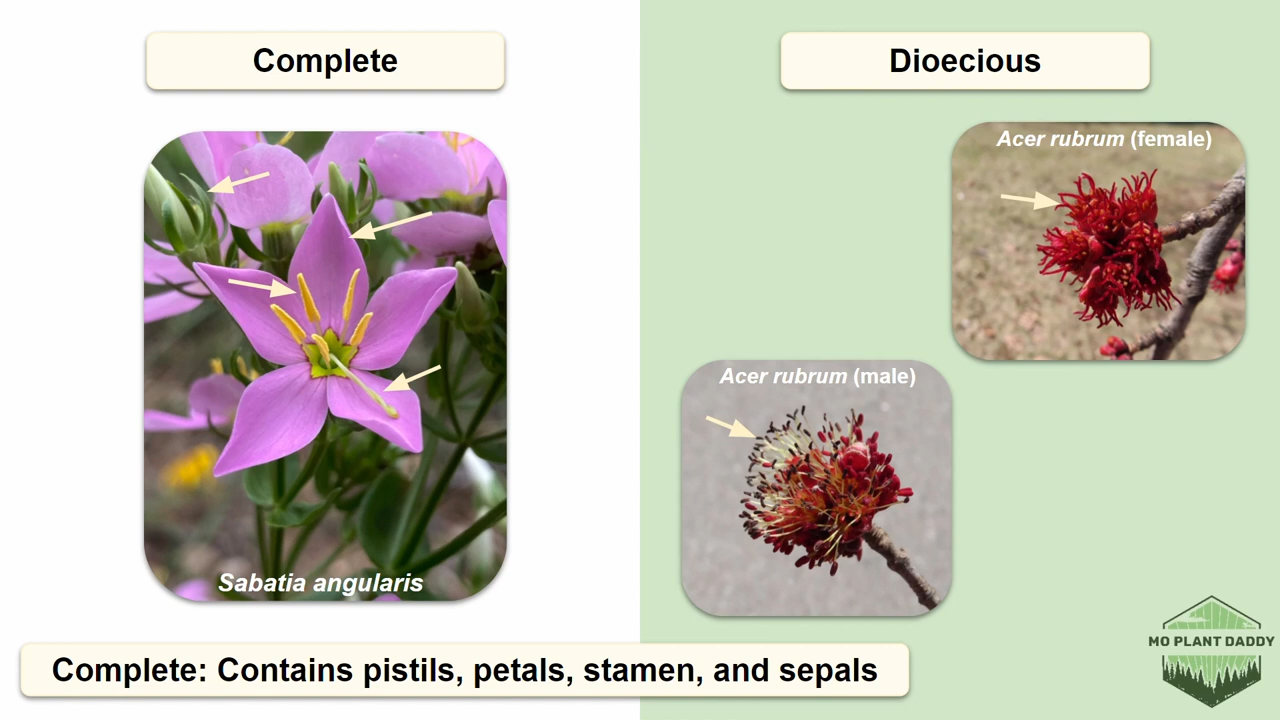 Complete
Dioecious
Acer rubrum (female)
Acer rubrum (male)
Sabatia angularis
Complete: Contains pistils, petals, stamen, and sepals
MO PLANT DADDY